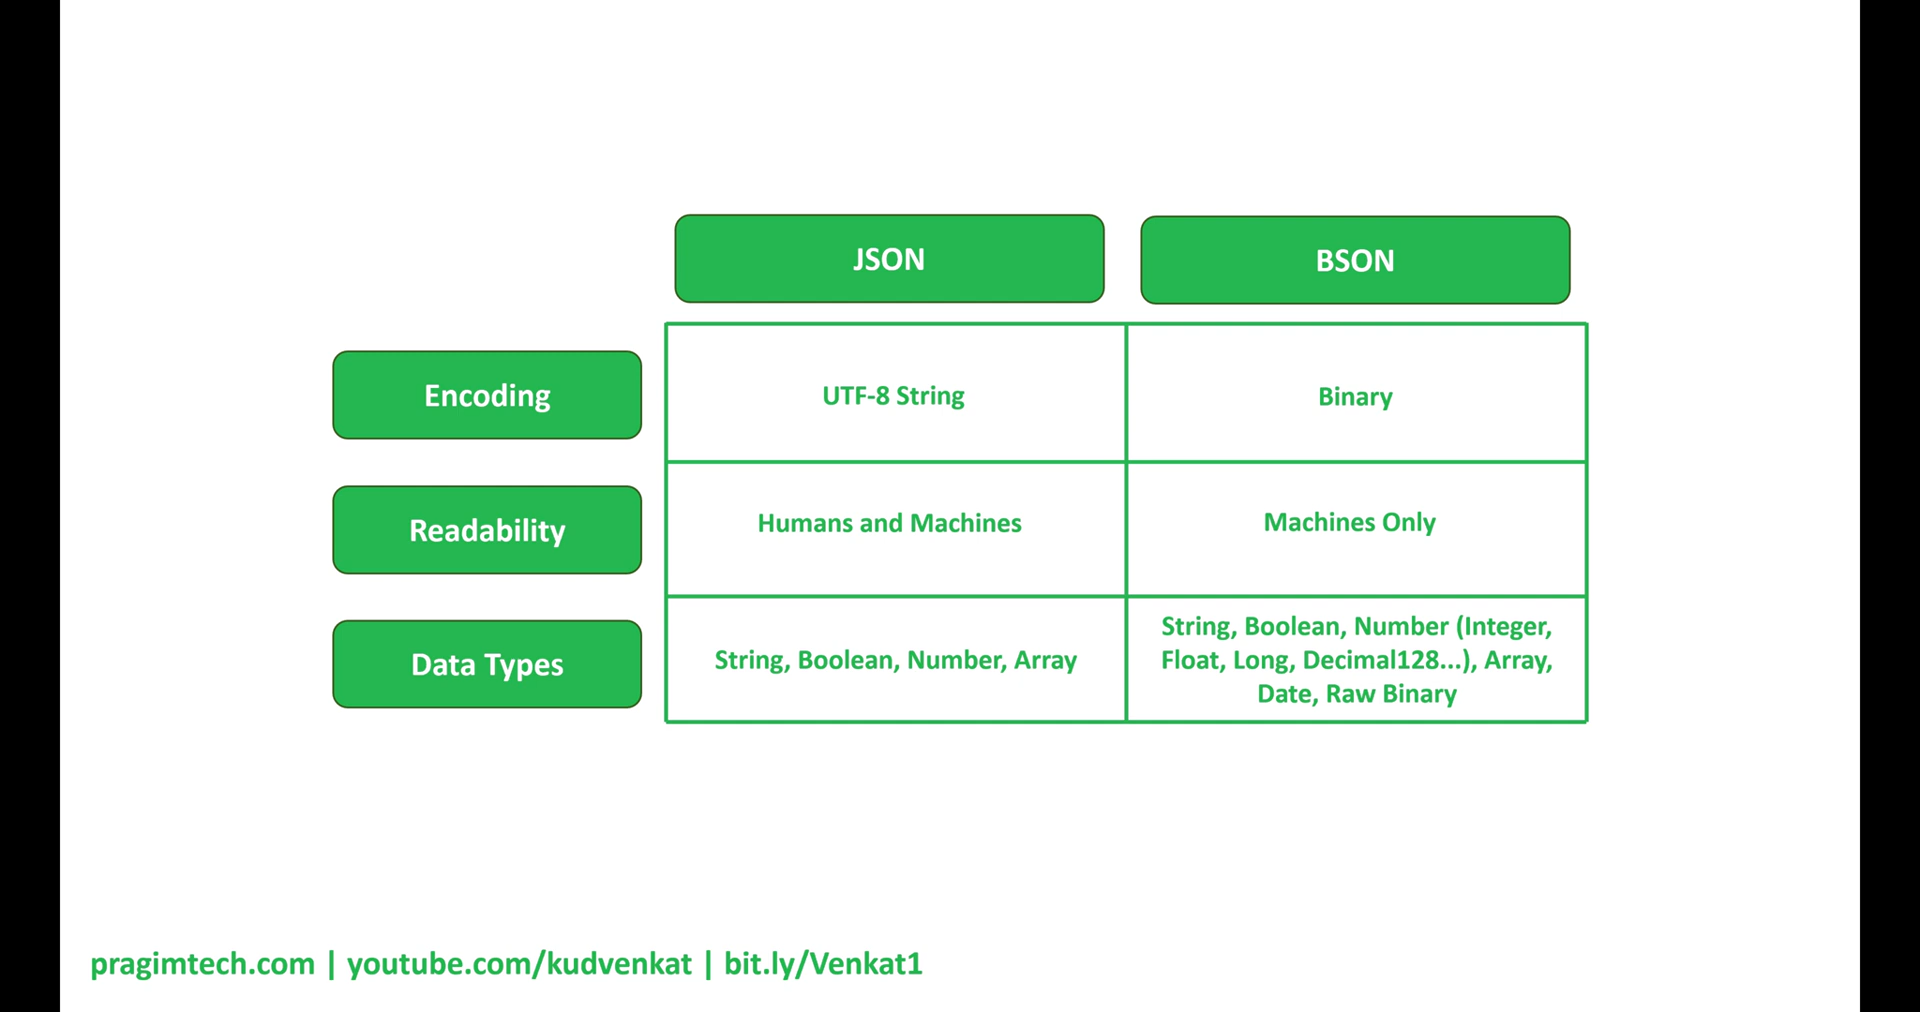 JSON
BSON
Encoding
UTF-8 String
Binary
Readability
Humans and Machines
Machines Only
Data Types
String, Boolean, Number, Array
String, Boolean, Number (Integer,
Float, Long, Decimal128...), Array,
Date, Raw Binary
pragimtech.com | youtube.com/kudvenkat | bit.ly/Venkat1